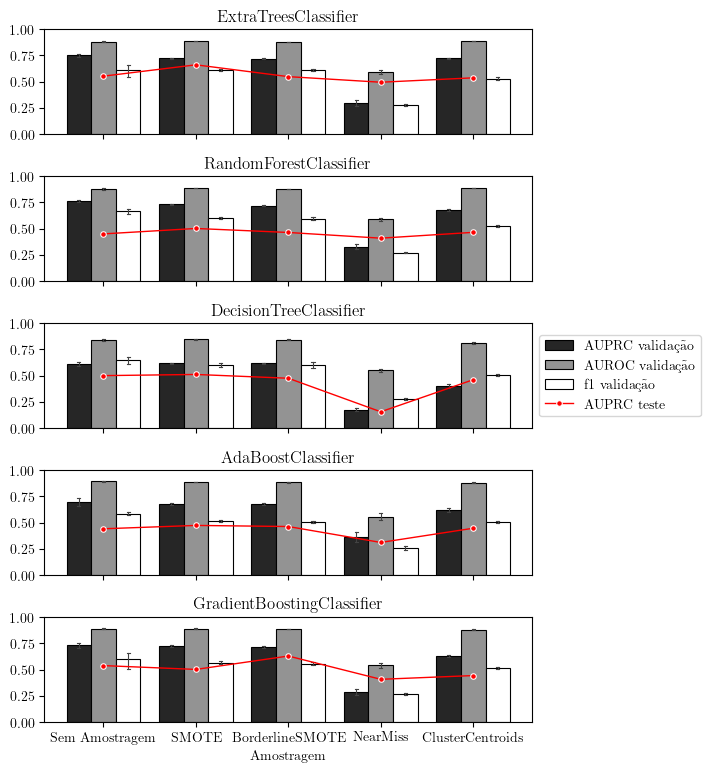 ExtraTreesClassifier
1.00
0.75
0.50
0.25
0.00
RandomForestClassifier
1.00
0.75
0.50
0.25
0.00
DecisionTreeClassifier
1.00
0.75
0.50
0.25
0.00
AUPRC validação
AUROC validação
f1 validação
AUPRC teste
AdaBoostClassifier
1.00
0.75
0.50
0.25
0.00
GradientBoostingClassifier
1.00
0.75
0.50
0.25
0.00
Sem Amostragem SMOTE BorderlineSMOTE NearMiss ClusterCentroids
Amostragem